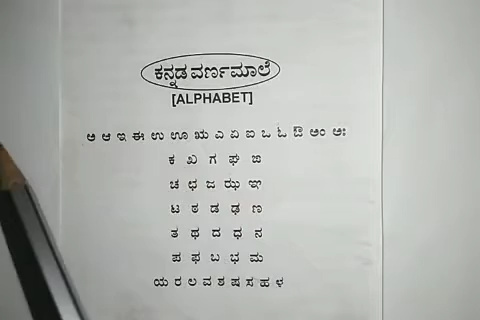 ಕನ್ನಡ ವರ್ಣಮಾಲೆ
[ALPHABET]
ಅ ಆ ಇ ಈ ಉ ಊ ಋ ಎ ಏ ಐ ಒ ಓ ಔ ಅಂ ಅಃ
ಕ ಖ ಗ ಘ ಙ
ಚ ಛ ಜ ಝ ಞ
ಟ ಠ ಡ ಢ ಣ
ತ ಥ ದ ಧ ನ
ಪ ಫ ಬ ಭ ಮ
ಯ ರ ಲ ವ ಶ ಷ ಸ ಹ ಳ